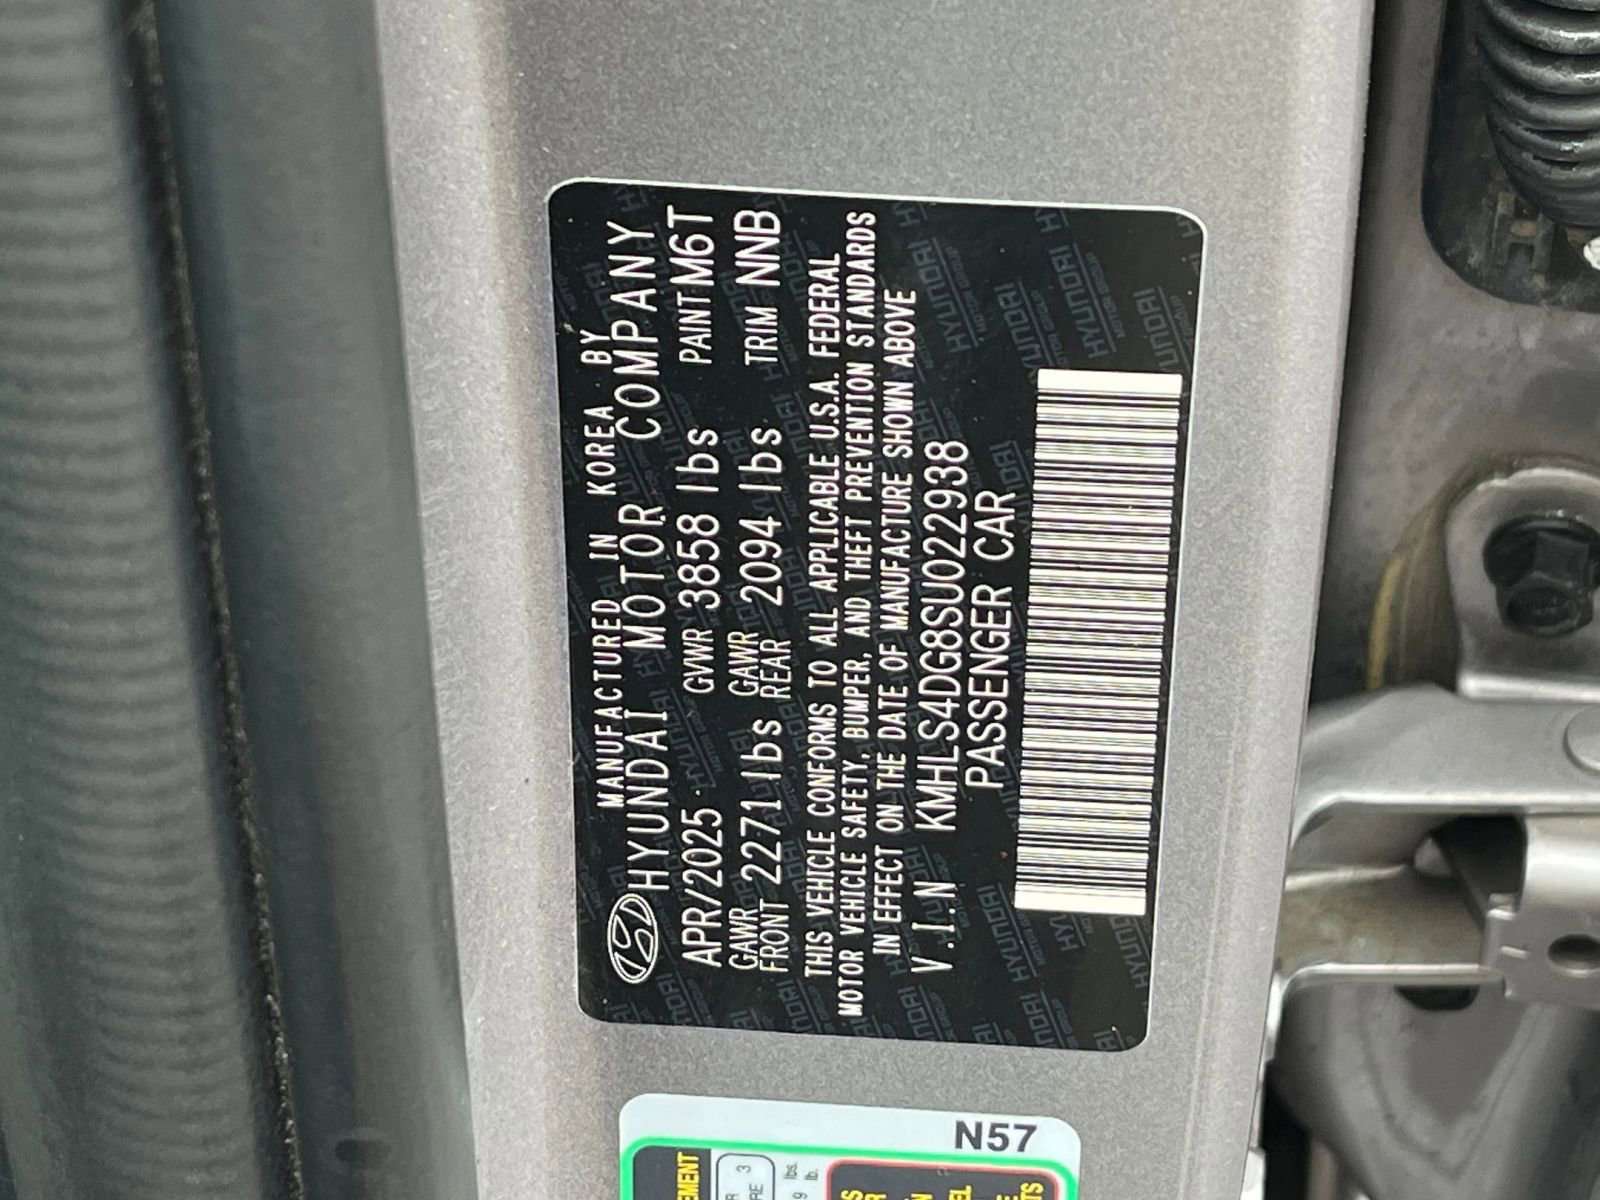 MANUFACTURED IN KOREA BY
HYUNDAI MOTOR COMPANY
APR/2025 GVWR 3858 lbs PAINT M6T
GAWR FRONT 2271 lbs GAWR REAR 2094 lbs TRIM NNB
THIS VEHICLE CONFORMS TO ALL APPLICABLE U.S.A. FEDERAL
MOTOR VEHICLE SAFETY, BUMPER, AND THEFT PREVENTION STANDARDS
IN EFFECT ON THE DATE OF MANUFACTURE SHOWN ABOVE
V.I.N KMHLS4DG8SU022938
PASSENGER CAR
N57